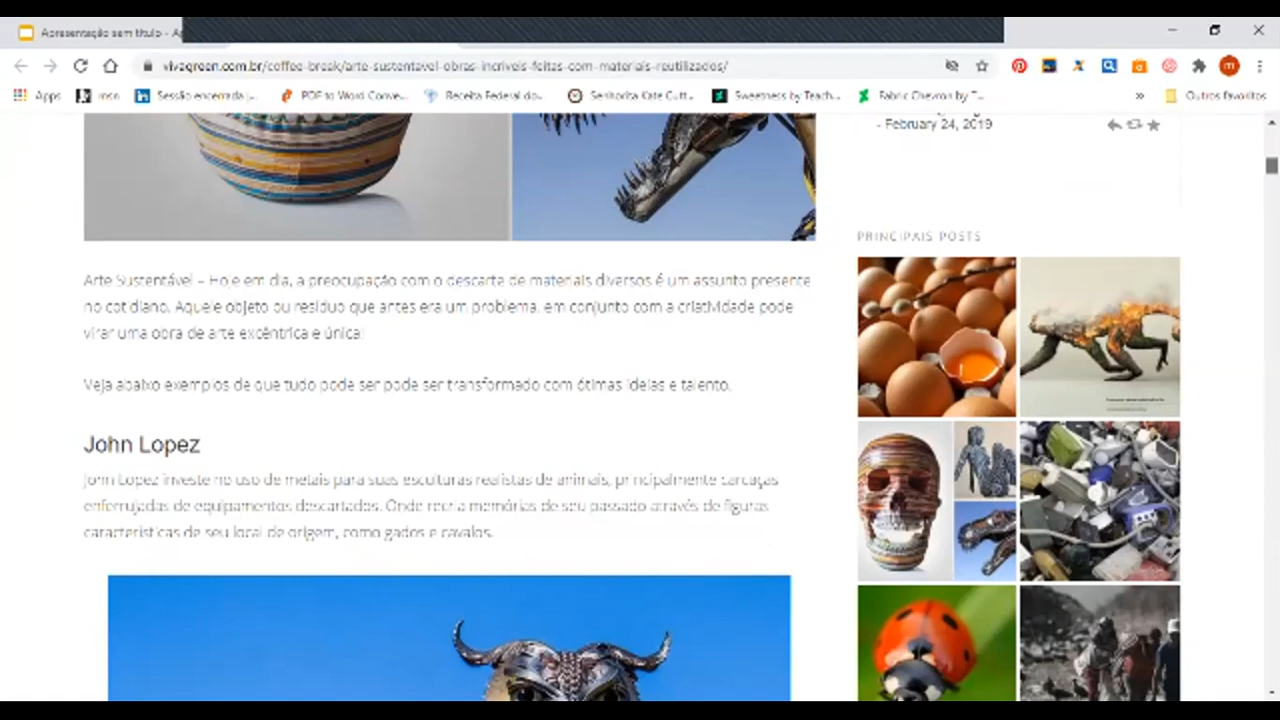 Apresentação sem título - Ap
vivagreen.com.br/coffee-break/arte-sustentavel-obras-incriveis-feitas-com-materiais-reutilizados/
m
Apps
msn
Sessão encerrada |...
PDF to Word Conve...
Receita Federal do...
Senhorita Kate Gutt...
Sweetness by Teach...
Fabric Chevron by T...
»
Outros favoritos
- February 24, 2019
PRINCIPAIS POSTS
Arte Sustentável – Hoje em dia, a preocupação com o descarte de materiais diversos é um assunto presente
no cotidiano. Aquele objeto ou resíduo que antes era um problema, em conjunto com a criatividade pode
virar uma obra de arte excêntrica e única!
Veja abaixo exemplos de que tudo pode ser pode ser transformado com ótimas ideias e talento.
John Lopez
John Lopez investe no uso de metais para suas esculturas realistas de animais, principalmente carcaças
enferrujadas de equipamentos descartados. Onde recria memórias de seu passado através de figuras
características de seu local de origem, como gados e cavalos.